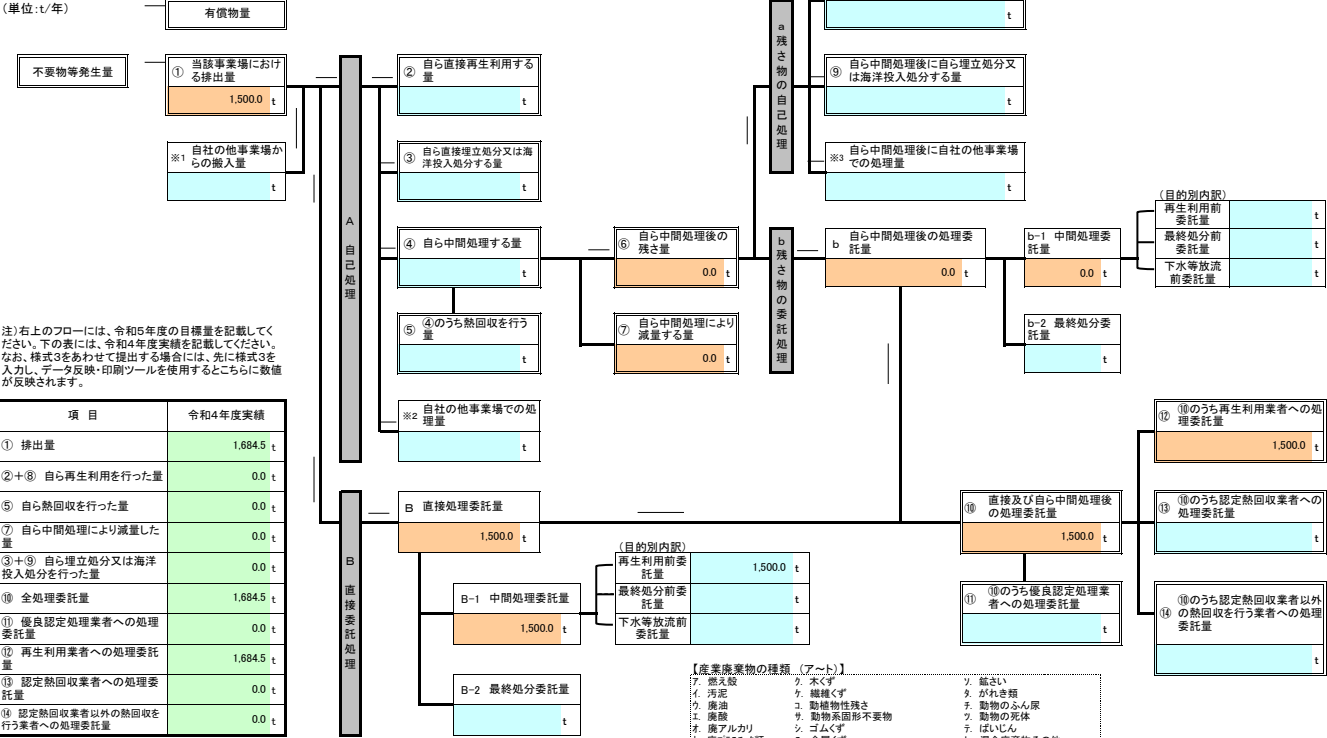 (単位:t/年)
有償物量
不要物等発生量
① 当該事業場におけ
る排出量
1,500.0 t
※1 自社の他事業場か
らの搬入量
t
A 自己処理
② 自ら直接再生利用する
量
t
③ 自ら直接埋立処分又は海
洋投入処分する量
t
④ 自ら中間処理する量
t
⑤ ④のうち熱回収を行う
量
t
※2 自社の他事業場での処
理量
t
⑥ 自ら中間処理後の
残さ量
0.0 t
⑦ 自ら中間処理により
減量する量
0.0 t
a 残さ物の自己処理
t
⑨ 自ら中間処理後に自ら埋立処分又
は海洋投入処分する量
t
※3 自ら中間処理後に自社の他事業場
での処理量
t
b 残さ物の委託処理
b 自ら中間処理後の処理委
託量
0.0 t
b-1 中間処理委
託量
0.0 t
b-2 最終処分委
託量
t
(目的別内訳)
再生利用前
委託量 t
最終処分前
委託量 t
下水等放流
前委託量 t
注)右上のフローには、令和5年度の目標量を記載してく
ださい。下の表には、令和4年度実績を記載してください。
なお、様式3をあわせて提出する場合には、先に様式3を
入力し、データ反映・印刷ツールを使用するとこちらに数値
が反映されます。
項 目 令和4年度実績
① 排出量 1,684.5 t
②+⑧ 自ら再生利用を行った量 0.0 t
⑤ 自ら熱回収を行った量 0.0 t
⑦ 自ら中間処理により減量した
量 0.0 t
③+⑨ 自ら埋立処分又は海洋
投入処分を行った量 0.0 t
⑩ 全処理委託量 1,684.5 t
⑪ 優良認定処理業者への処理
委託量 0.0 t
⑫ 再生利用業者への処理委託
量 1,684.5 t
⑬ 認定熱回収業者への処理委
託量 0.0 t
⑭ 認定熱回収業者以外の熱回収を
行う業者への処理委託量 0.0 t
B 直接委託処理
B 直接処理委託量
1,500.0 t
B-1 中間処理委託量
1,500.0 t
B-2 最終処分委託量
t
(目的別内訳)
再生利用前委
託量 1,500.0 t
最終処分前委
託量 t
下水等放流前
委託量 t
⑩ 直接及び自ら中間処理後
の処理委託量
1,500.0 t
⑪ ⑩のうち優良認定処理業
者への処理委託量
t
⑫ ⑩のうち再生利用業者への処
理委託量
1,500.0 t
⑬ ⑩のうち認定熱回収業者への
処理委託量
t
⑭ ⑩のうち認定熱回収業者以外
の熱回収を行う業者への処理
委託量
t
【産業廃棄物の種類 (ア~ト)】
ア. 燃え殻 ク. 木くず ソ. 鉱さい
イ. 汚泥 ケ. 繊維くず タ. がれき類
ウ. 廃油 コ. 動植物性残さ チ. 動物のふん尿
エ. 廃酸 サ. 動物系固形不要物 ツ. 動物の死体
オ. 廃アルカリ シ. ゴムくず テ. ばいじん